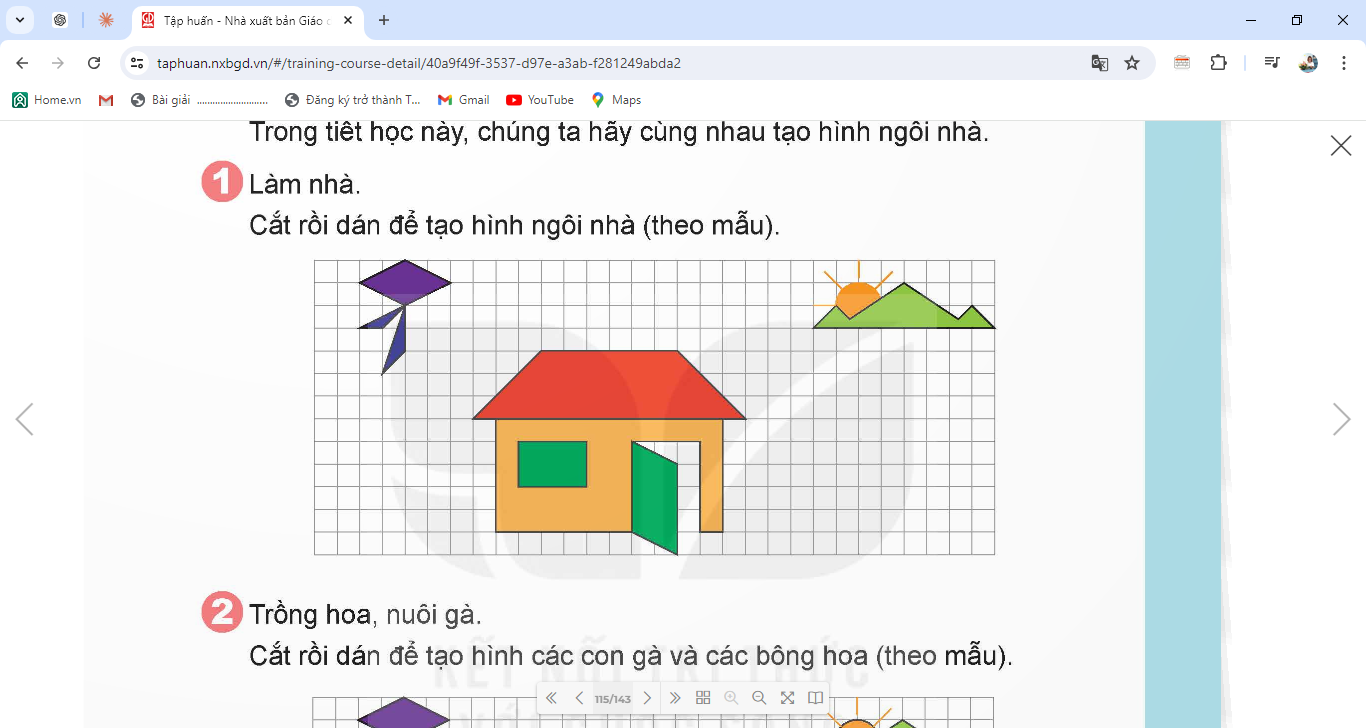 Tập huấn - Nhà xuất bản Giáo
taphuan.nxbgd.vn/#/training-course-detail/40a9f49f-3537-d97e-a3ab-f281249abda2
Home.vn Bài giải ............................ Đăng ký trở thành T... Gmail YouTube Maps
Trong tiết học này, chúng ta hãy cùng nhau tạo hình ngôi nhà.
1 Làm nhà.
Cắt rồi dán để tạo hình ngôi nhà (theo mẫu).
2 Trồng hoa, nuôi gà.
Cắt rồi dán để tạo hình các con gà và các bông hoa (theo mẫu).
KẾT NỐI TRI THỨC
115/143